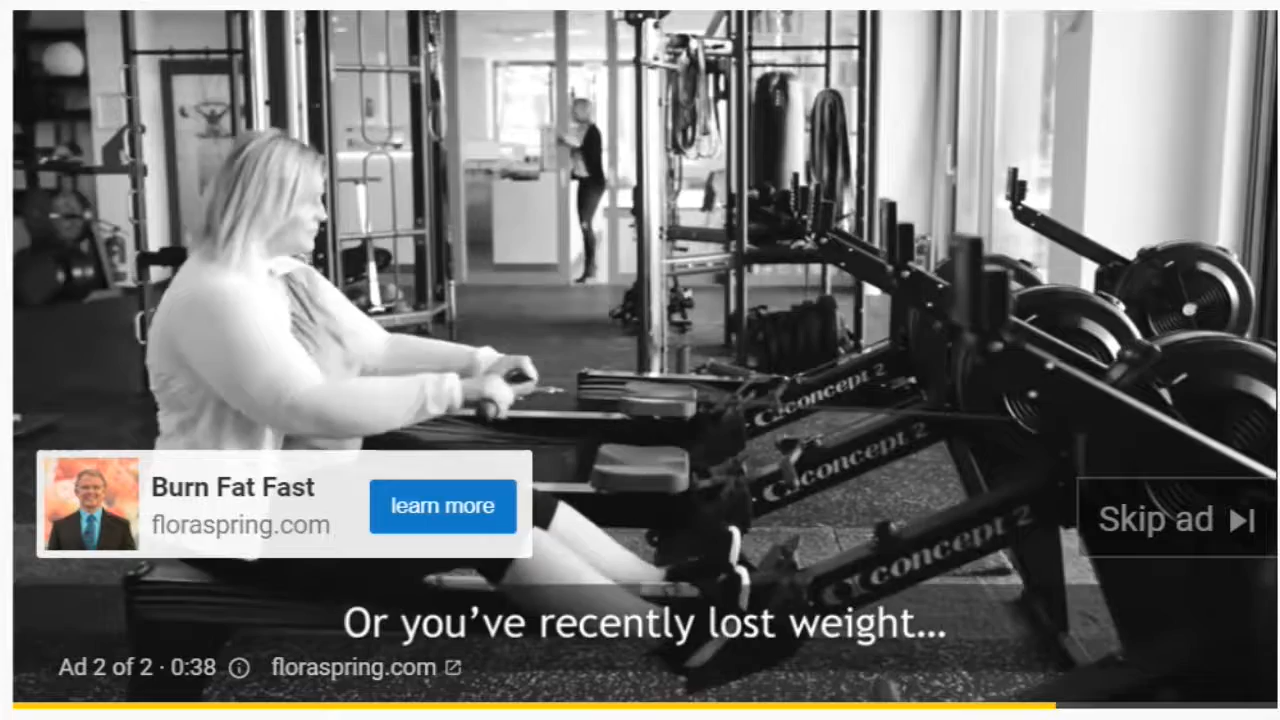 concept 2
concept 2
concept 2
Burn Fat Fast
floraspring.com
learn more
Skip ad
Or you've recently lost weight...
Ad 2 of 2 · 0:38
floraspring.com